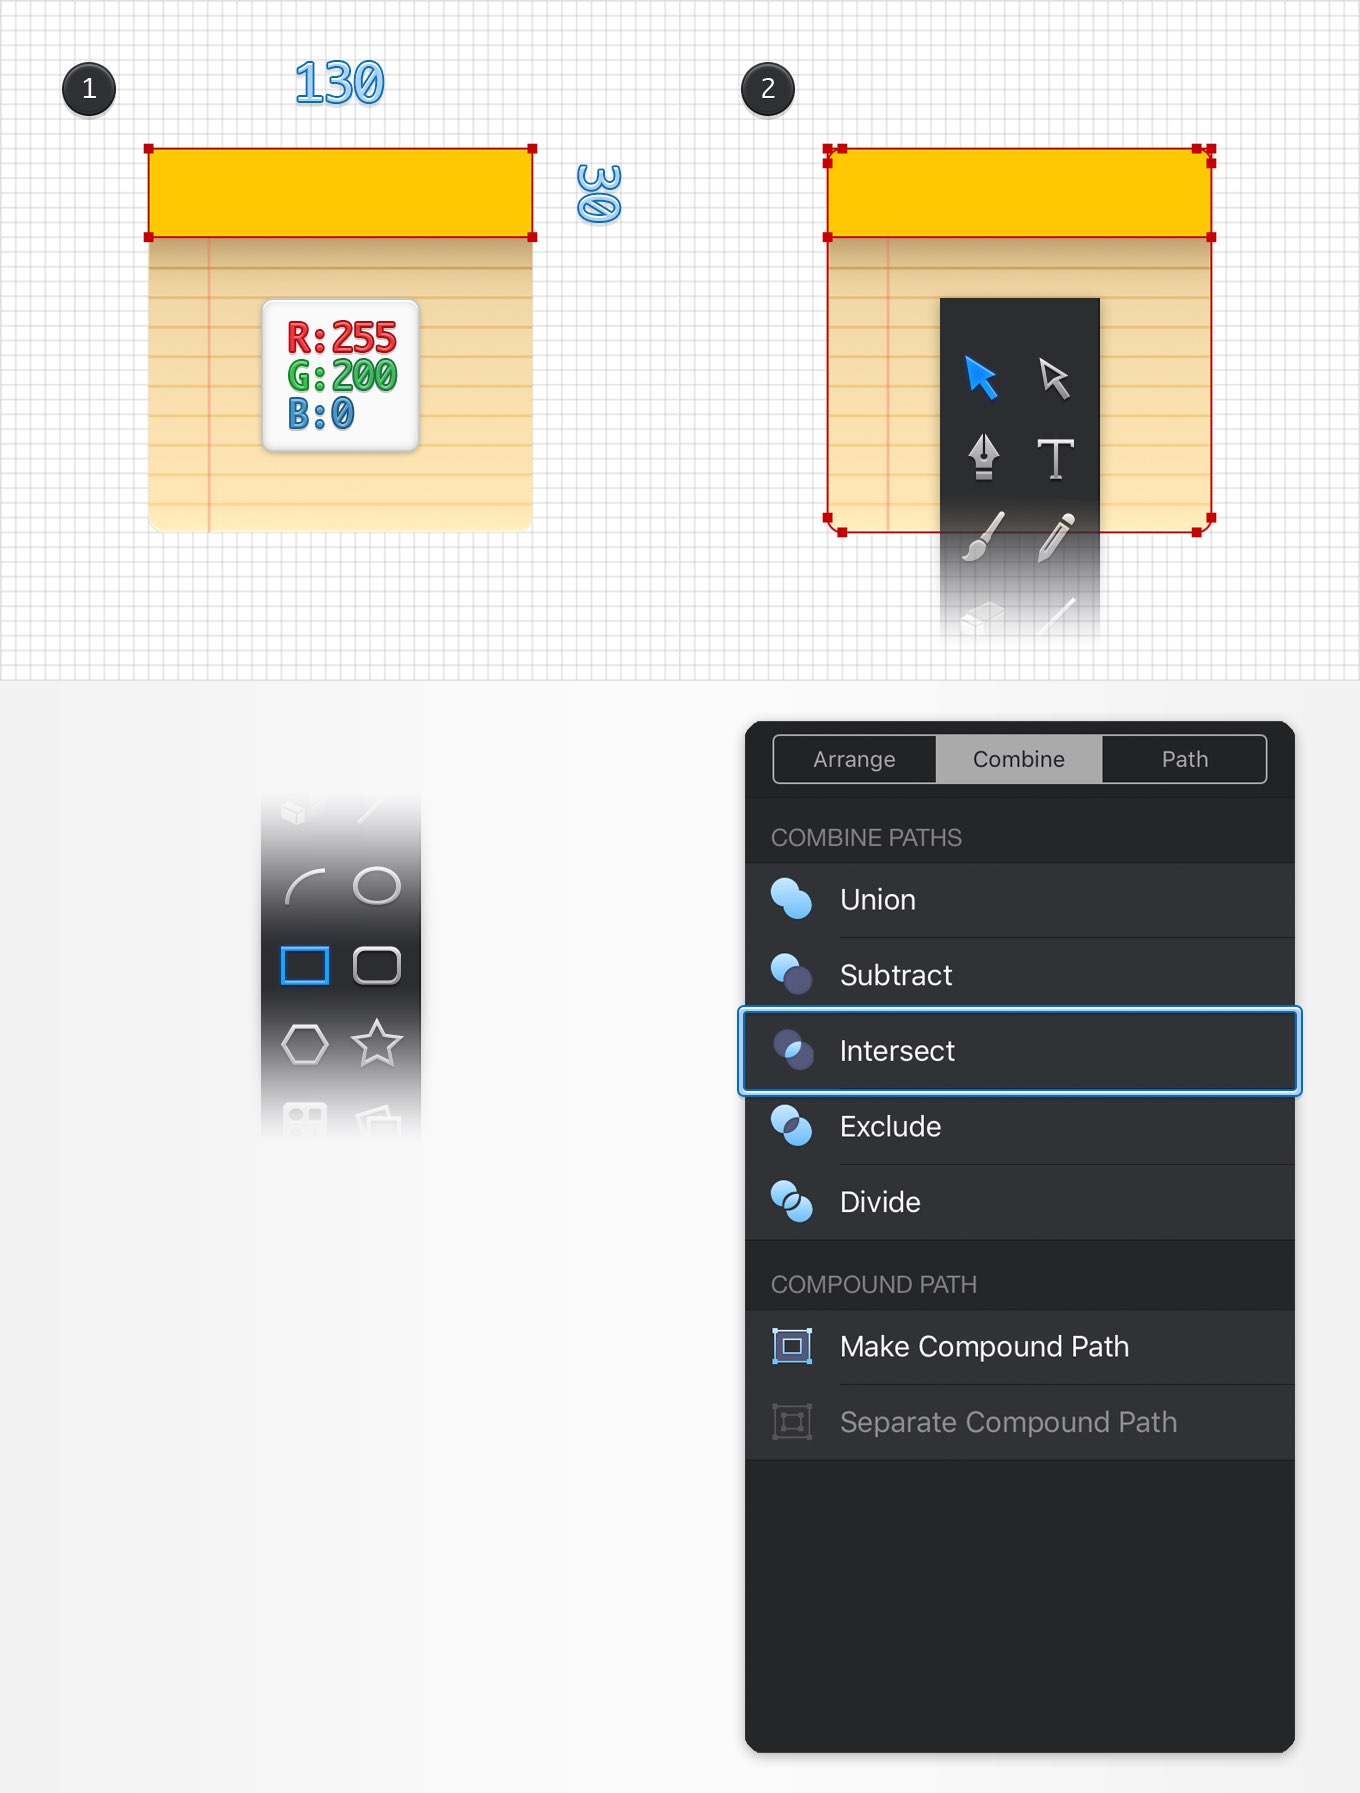 1
130
30
R:255
G:200
B:0
2
T
Arrange
Combine
Path
COMBINE PATHS
Union
Subtract
Intersect
Exclude
Divide
COMPOUND PATH
Make Compound Path
Separate Compound Path